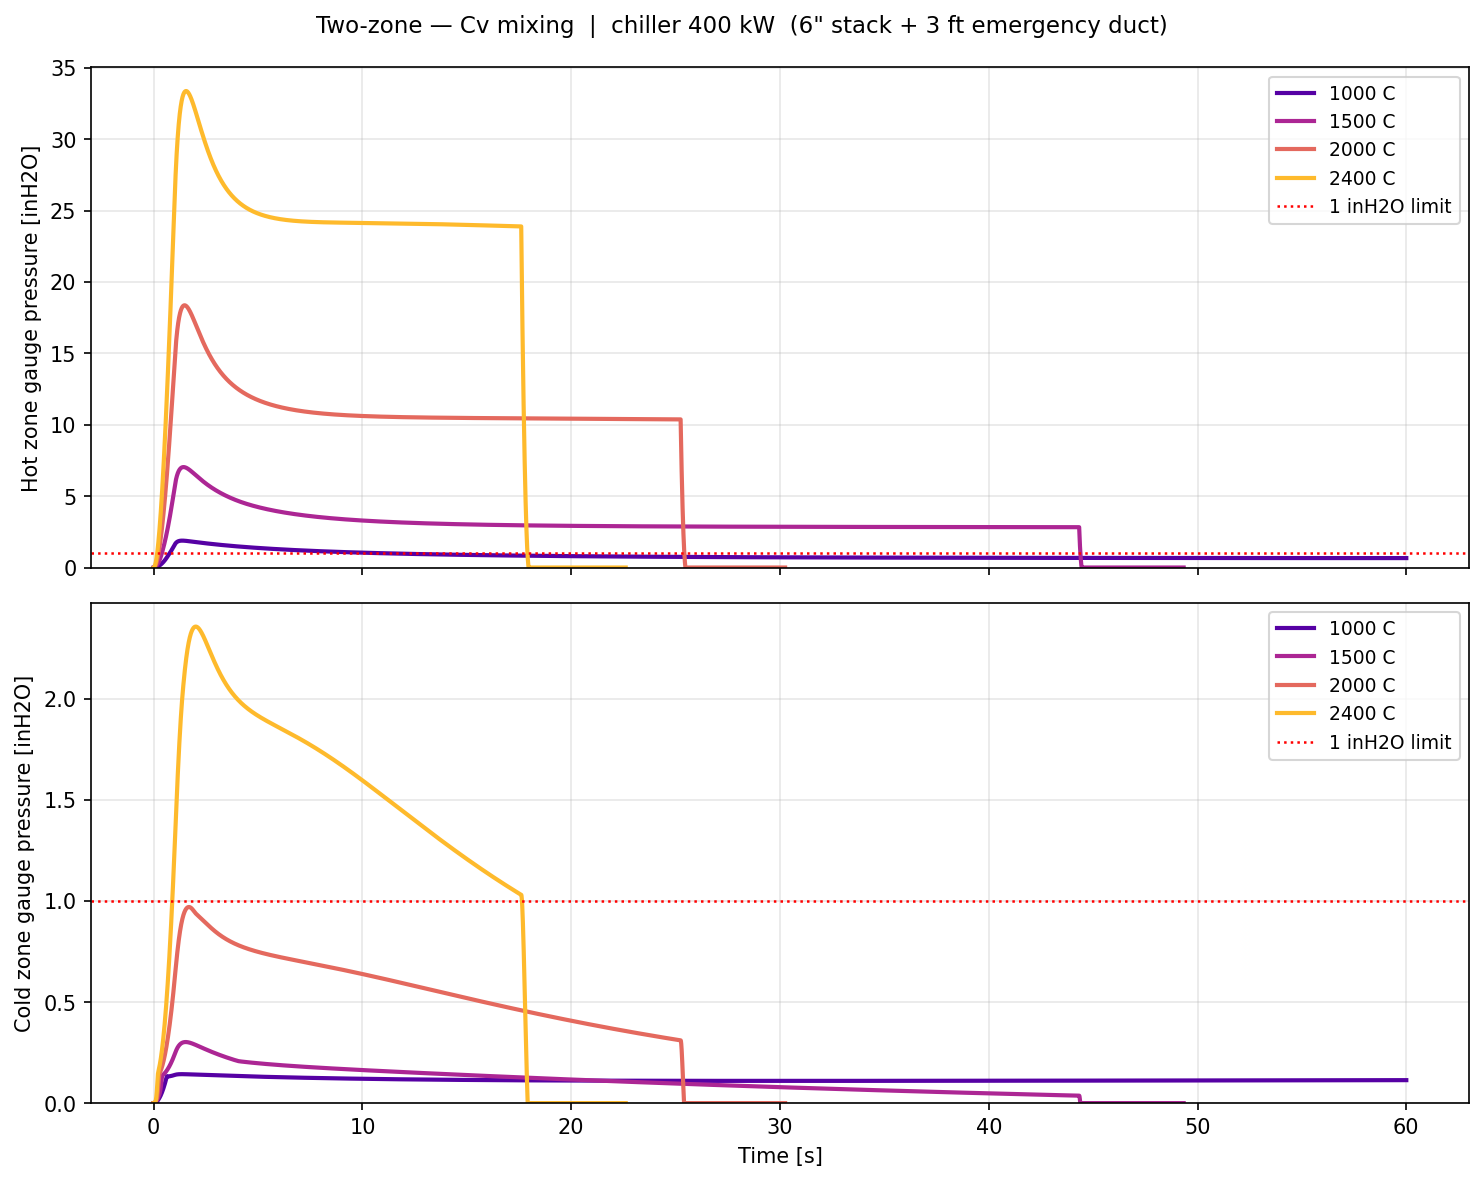 Two-zone — Cv mixing | chiller 400 kW (6" stack + 3 ft emergency duct)
Hot zone gauge pressure [inH2O]
35
30
25
20
15
10
5
0
1000 C
1500 C
2000 C
2400 C
1 inH2O limit
Cold zone gauge pressure [inH2O]
2.0
1.5
1.0
0.5
0.0
1000 C
1500 C
2000 C
2400 C
1 inH2O limit
0 10 20 30 40 50 60
Time [s]